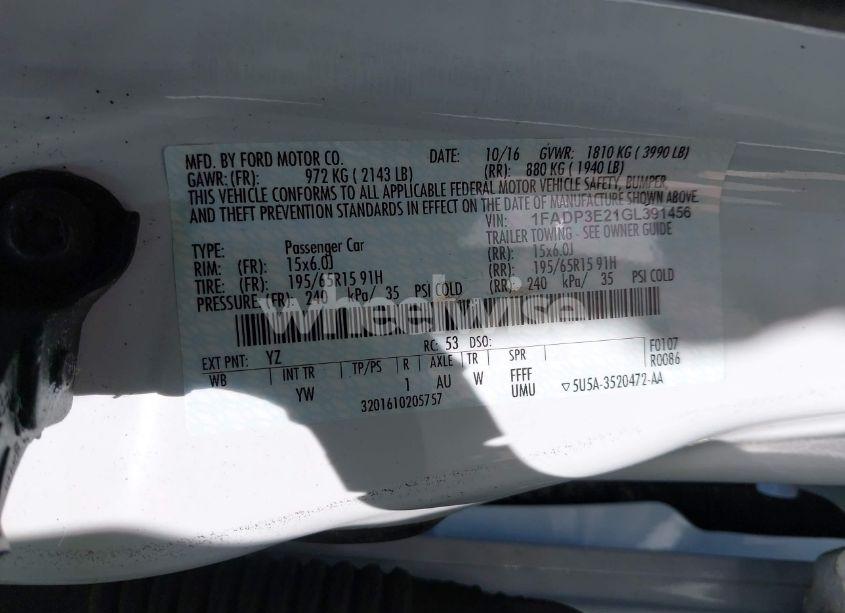 MFD. BY FORD MOTOR CO. DATE: 10/16 GVWR: 1810 KG ( 3990 LB)
GAWR: (FR): 972 KG ( 2143 LB) (RR): 880 KG ( 1940 LB)
THIS VEHICLE CONFORMS TO ALL APPLICABLE FEDERAL MOTOR VEHICLE SAFETY, BUMPER,
AND THEFT PREVENTION STANDARDS IN EFFECT ON THE DATE OF MANUFACTURE SHOWN ABOVE.
VIN: 1FADP3E21GL391456
TRAILER TOWING - SEE OWNER GUIDE
TYPE: Passenger Car
RIM: (FR): 15x6.0J (RR): 15x6.0J
TIRE: (FR): 195/65R15 91H (RR): 195/65R15 91H
PRESSURE: (FR): 240 kPa/ 35 PSI COLD (RR): 240 kPa/ 35 PSI COLD
wheelwise
RC: 53 DSO:
EXT PNT: YZ F0107
WB INT TR TP/PS R AXLE TR SPR R0086
YW 1 AU W FFFF
UMU
3201610205757 ▽5U5A-3520472-AA